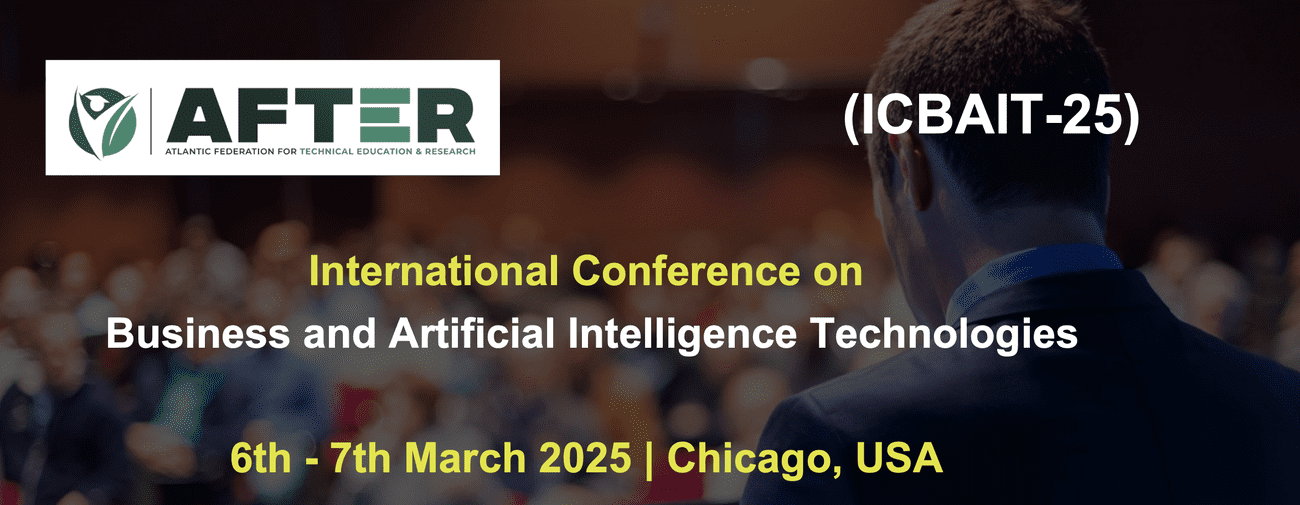 AFTER
ATLANTIC FEDERATION FOR TECHNICAL EDUCATION & RESEARCH
(ICBAIT-25)
International Conference on
Business and Artificial Intelligence Technologies
6th - 7th March 2025 | Chicago, USA